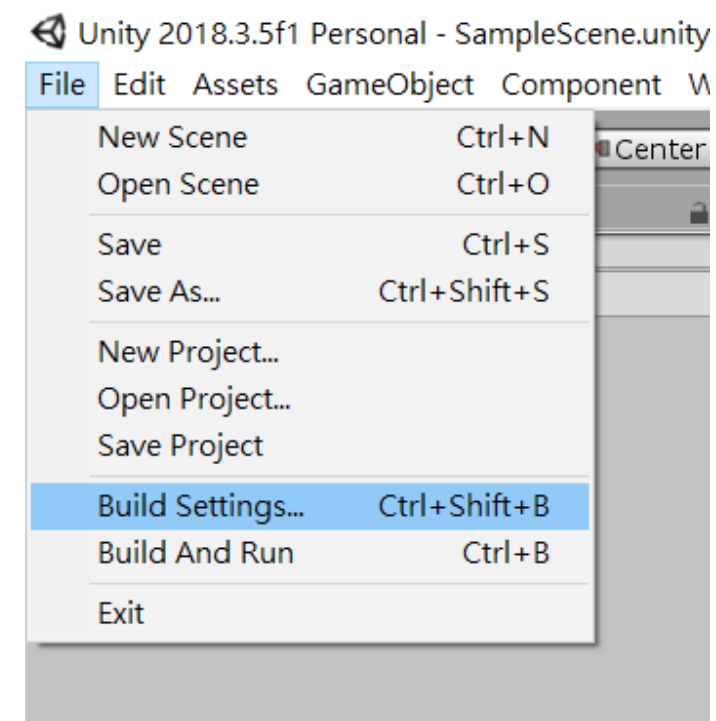 Unity 2018.3.5f1 Personal - SampleScene.unity
File Edit Assets GameObject Component W
New Scene Ctrl+N
Center
Open Scene Ctrl+O
Save Ctrl+S
Save As... Ctrl+Shift+S
New Project...
Open Project...
Save Project
Build Settings... Ctrl+Shift+B
Build And Run Ctrl+B
Exit